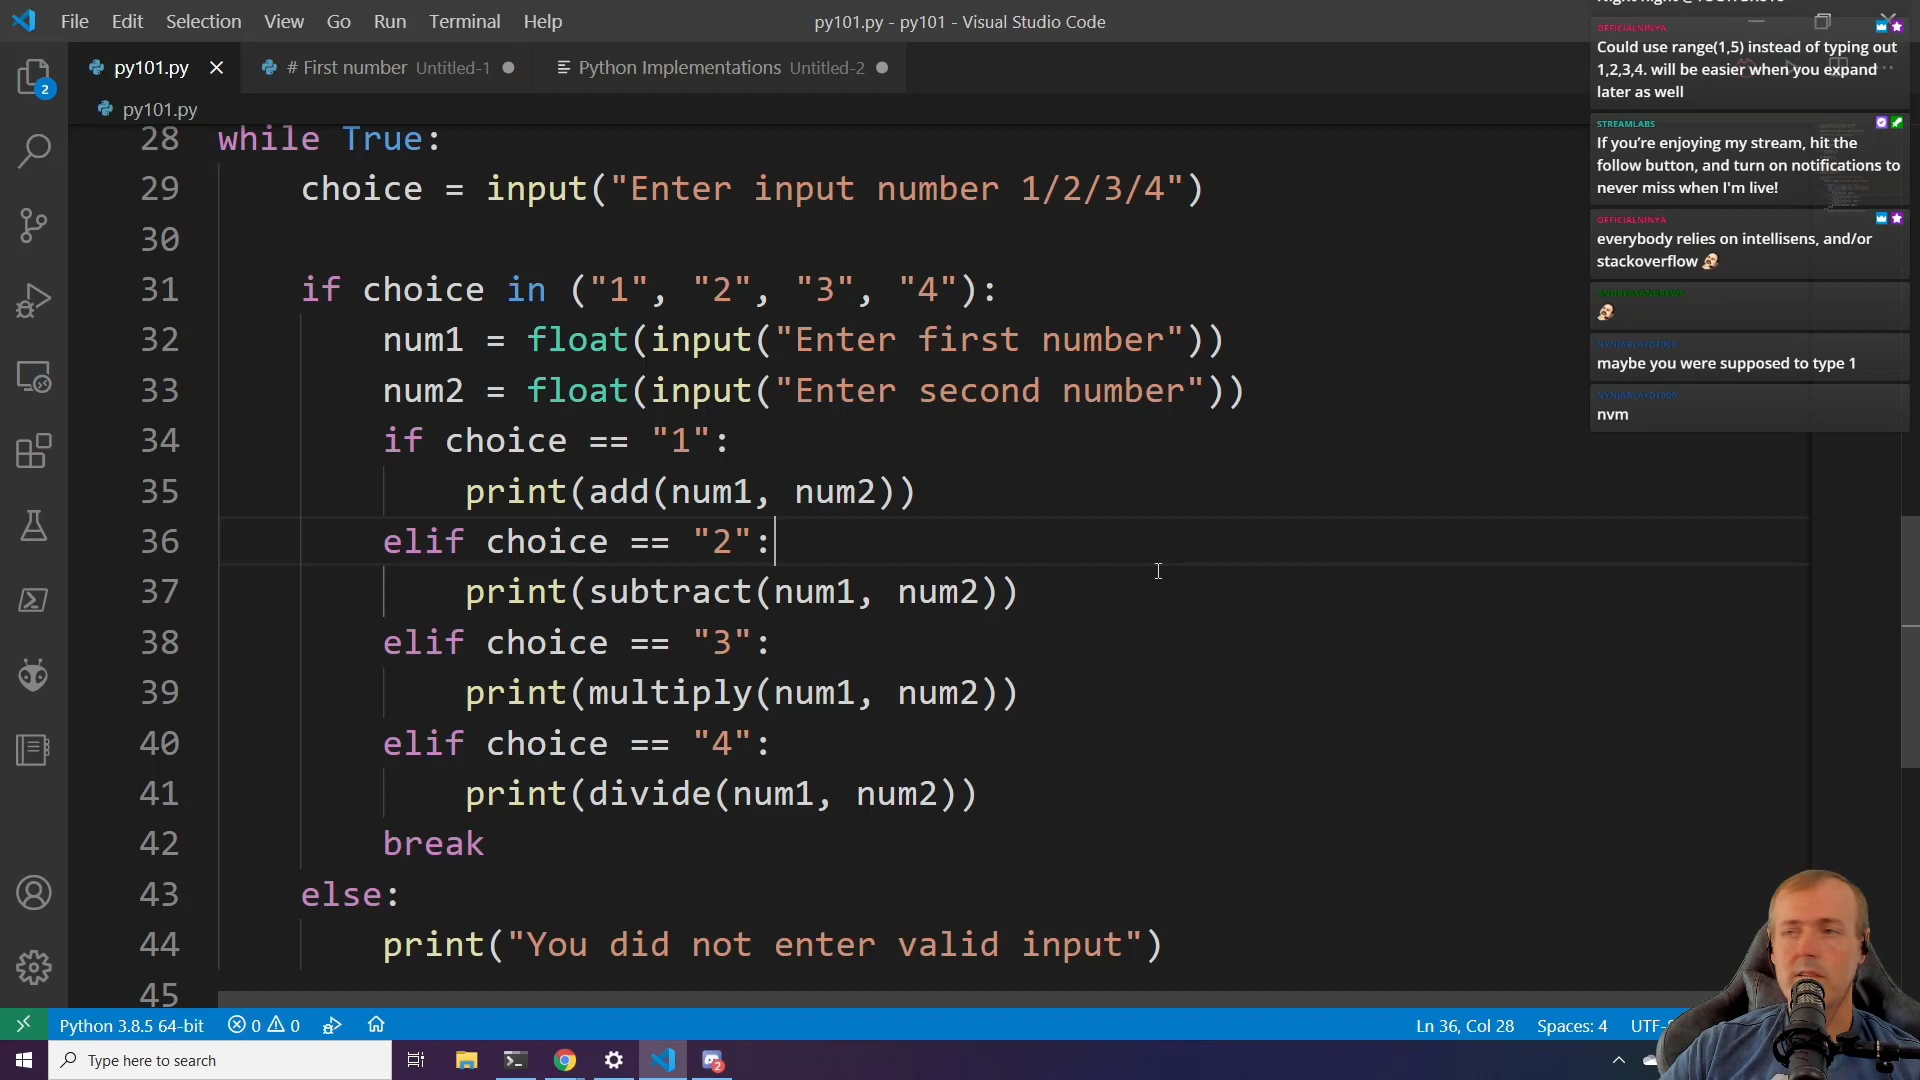 File Edit Selection View Go Run Terminal Help
py101.py - py101 - Visual Studio Code
py101.py
# First number Untitled-1
Python Implementations Untitled-2
py101.py
28 while True:
29 choice = input("Enter input number 1/2/3/4")
30
31 if choice in ("1", "2", "3", "4"):
32 num1 = float(input("Enter first number"))
33 num2 = float(input("Enter second number"))
34 if choice == "1":
35 print(add(num1, num2))
36 elif choice == "2":
37 print(subtract(num1, num2))
38 elif choice == "3":
39 print(multiply(num1, num2))
40 elif choice == "4":
41 print(divide(num1, num2))
42 break
43 else:
44 print("You did not enter valid input")
45
OFFICIALNINYA
Could use range(1,5) instead of typing out
1,2,3,4. will be easier when you expand
later as well
STREAMLABS
If you’re enjoying my stream, hit the
follow button, and turn on notifications to
never miss when I'm live!
OFFICIALNINYA
everybody relies on intellisens, and/or
stackoverflow
maybe you were supposed to type 1
nvm
2
Python 3.8.5 64-bit 0 0
Ln 36, Col 28 Spaces: 4
Type here to search
2